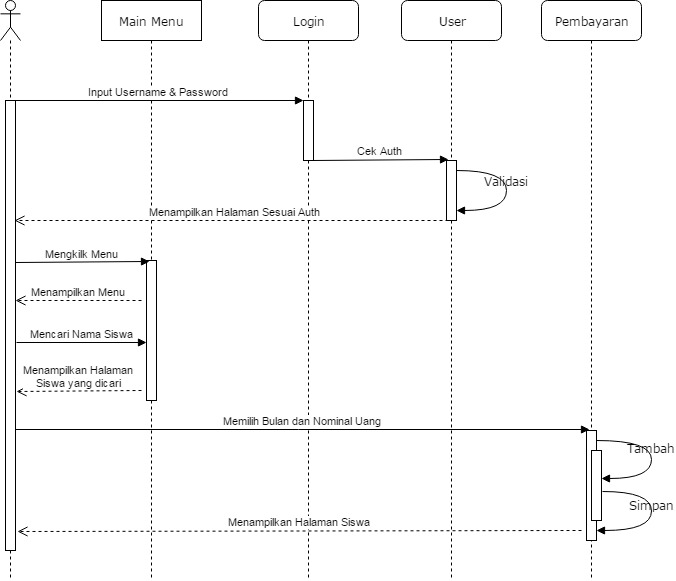 Main Menu
Login
User
Pembayaran
Input Username & Password
Cek Auth
Validasi
Menampilkan Halaman Sesuai Auth
Mengkilk Menu
Menampilkan Menu
Mencari Nama Siswa
Menampilkan Halaman
Siswa yang dicari
Memilih Bulan dan Nominal Uang
Tambah
Simpan
Menampilkan Halaman Siswa